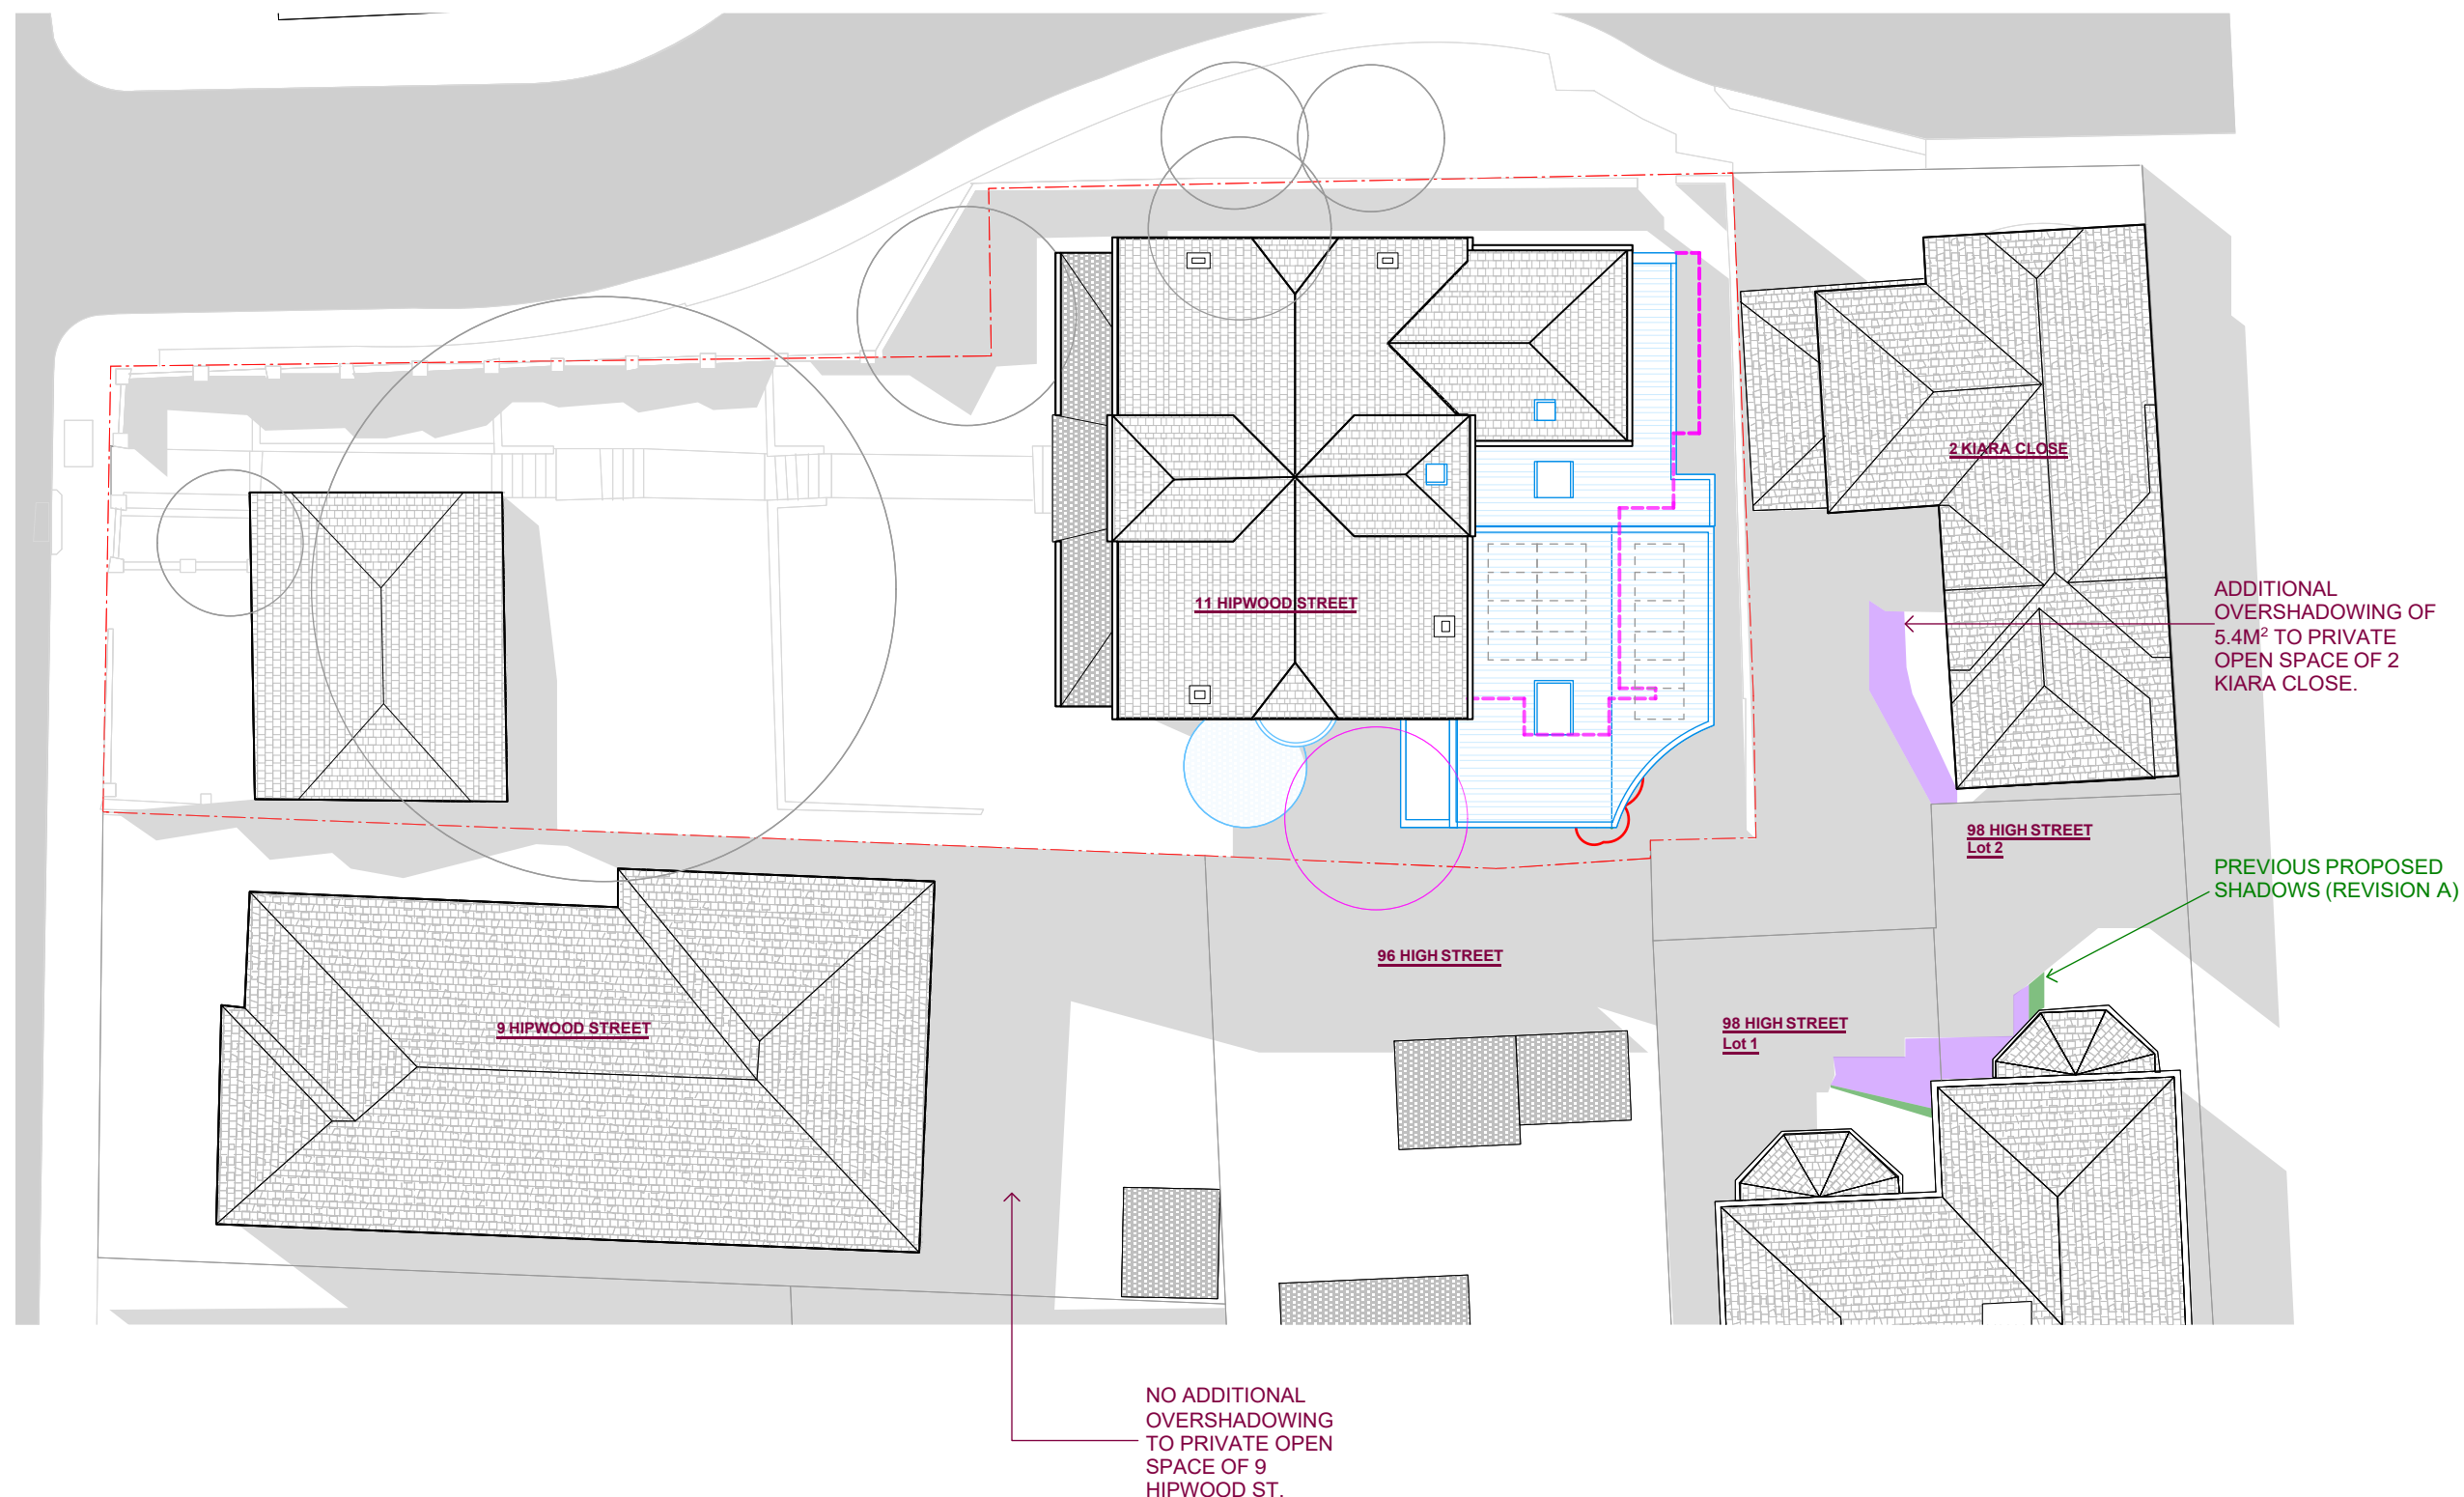 2 KIARA CLOSE
ADDITIONAL
OVERSHADOWING OF
5.4M² TO PRIVATE
OPEN SPACE OF 2
KIARA CLOSE.
11 HIPWOOD STREET
98 HIGH STREET
Lot 2
PREVIOUS PROPOSED
SHADOWS (REVISION A)
96 HIGH STREET
98 HIGH STREET
Lot 1
9 HIPWOOD STREET
NO ADDITIONAL
OVERSHADOWING
TO PRIVATE OPEN
SPACE OF 9
HIPWOOD ST.